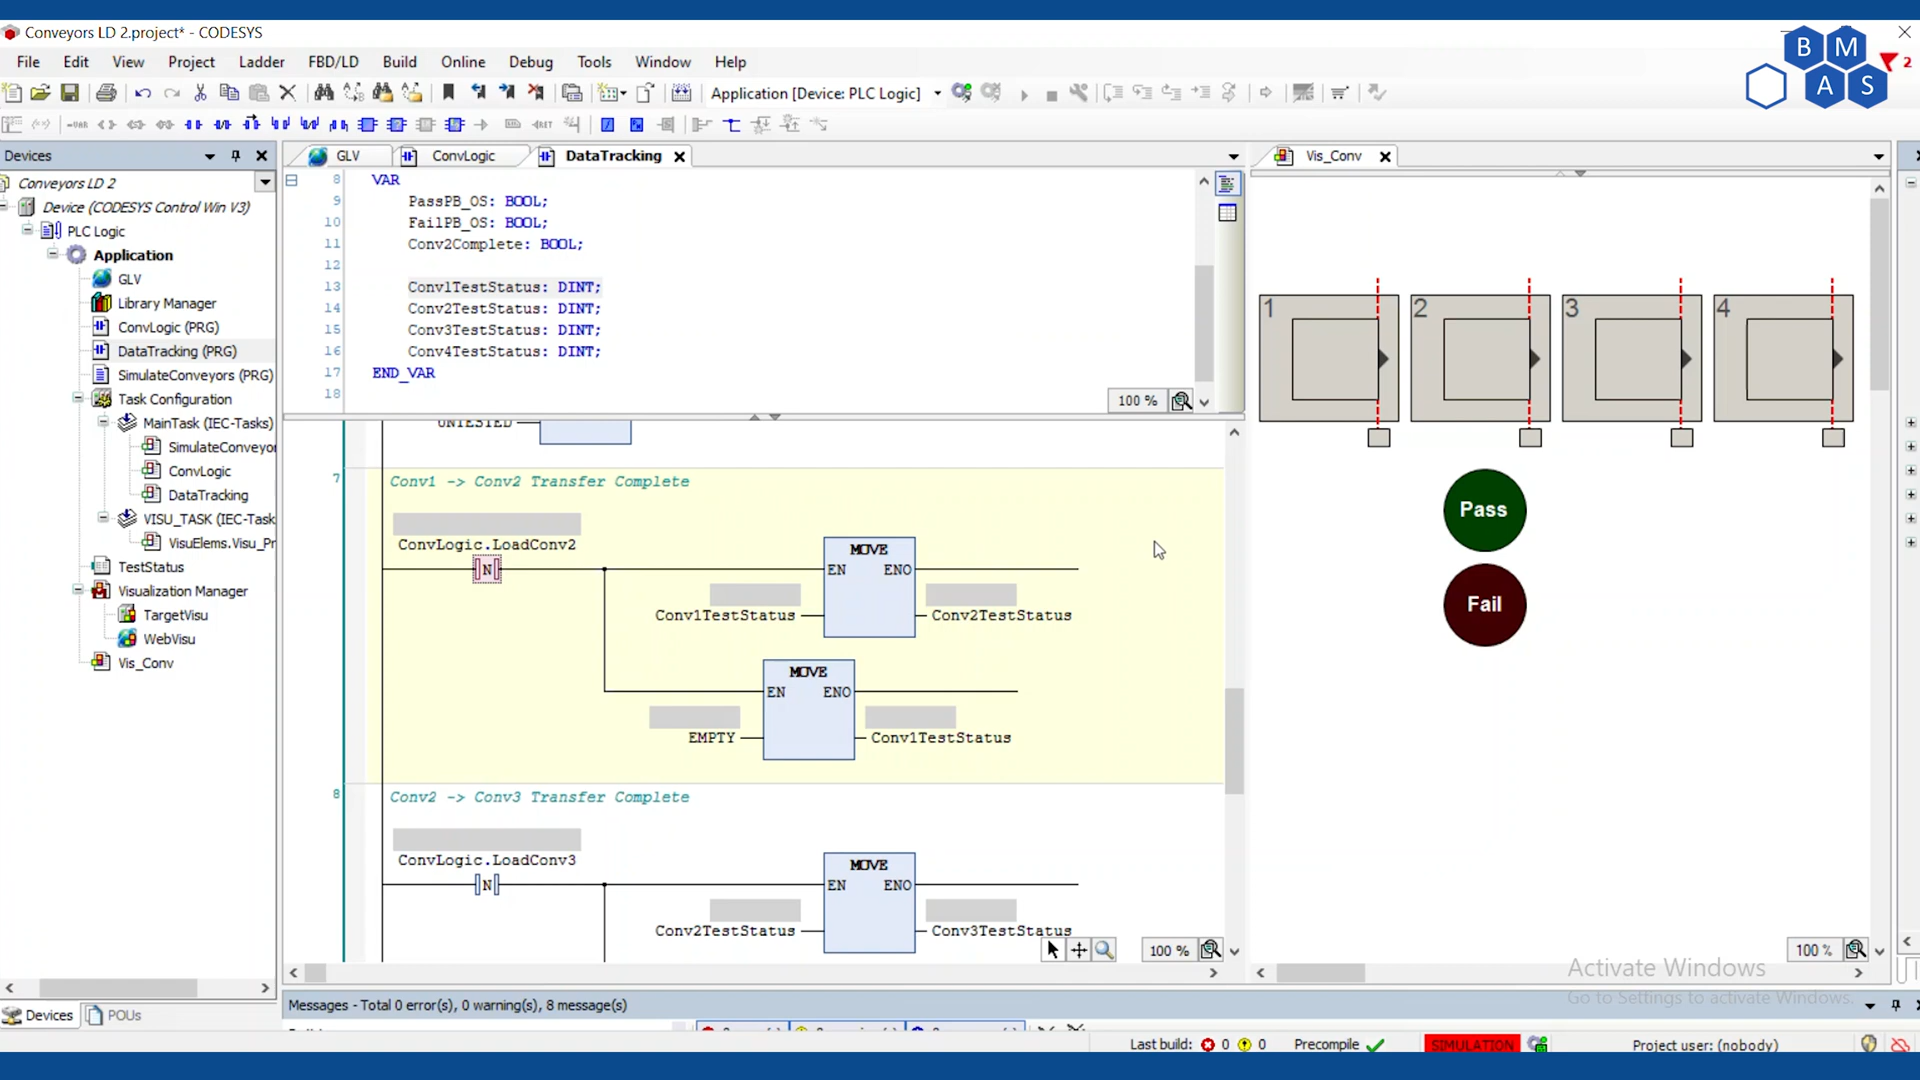 Conveyors LD 2.project* - CODESYS
B M
A S
2
File Edit View Project Ladder FBD/LD Build Online Debug Tools Window Help
Application [Device: PLC Logic]
Devices
GLV
ConvLogic
DataTracking
Vis_Conv
Conveyors LD 2
Device (CODESYS Control Win V3)
PLC Logic
Application
GLV
Library Manager
ConvLogic (PRG)
DataTracking (PRG)
SimulateConveyors (PRG)
Task Configuration
MainTask (IEC-Tasks)
SimulateConveyor
ConvLogic
DataTracking
VISU_TASK (IEC-Task
VisuElems.Visu_Pr
TestStatus
Visualization Manager
TargetVisu
WebVisu
Vis_Conv
Devices
POUs
8 VAR
9 PassPB_OS: BOOL;
10 FailPB_OS: BOOL;
11 Conv2Complete: BOOL;
12
13 Conv1TestStatus: DINT;
14 Conv2TestStatus: DINT;
15 Conv3TestStatus: DINT;
16 Conv4TestStatus: DINT;
17 END_VAR
18
100 %
UNTESTED
7 Conv1 -> Conv2 Transfer Complete
ConvLogic.LoadConv2
N
MOVE
EN ENO
Conv1TestStatus Conv2TestStatus
MOVE
EN ENO
EMPTY Conv1TestStatus
8 Conv2 -> Conv3 Transfer Complete
ConvLogic.LoadConv3
N
MOVE
EN ENO
Conv2TestStatus Conv3TestStatus
100 %
1 2 3 4
Pass
Fail
100 %
Activate Windows
Go to Settings to activate Windows.
Messages - Total 0 error(s), 0 warning(s), 8 message(s)
Last build: 0 0 Precompile SIMULATION Project user: (nobody)